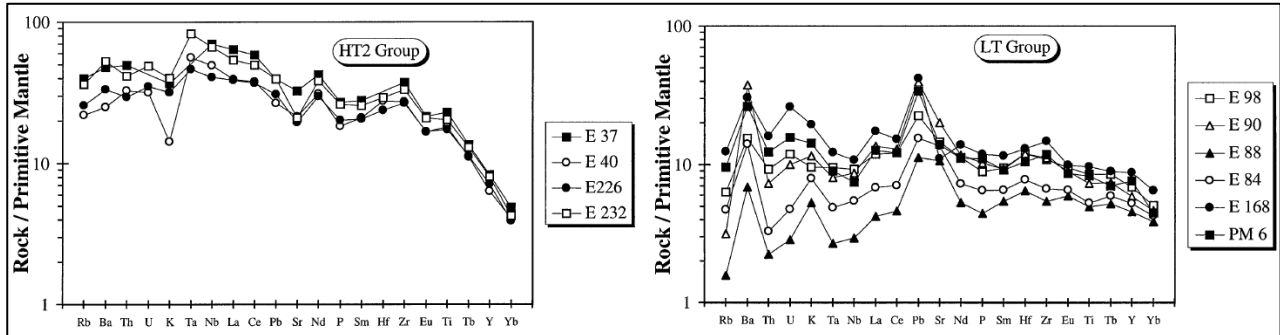 Rock / Primitive Mantle
100
10
1
HT2 Group
Rb Ba Th U K Ta Nb La Ce Pb Sr Nd P Sm Hf Zr Eu Ti Tb Y Yb
E 37
E 40
E226
E 232
Rock / Primitive Mantle
100
10
1
LT Group
Rb Ba Th U K Ta Nb La Ce Pb Sr Nd P Sm Hf Zr Eu Ti Tb Y Yb
E 98
E 90
E 88
E 84
E 168
PM 6